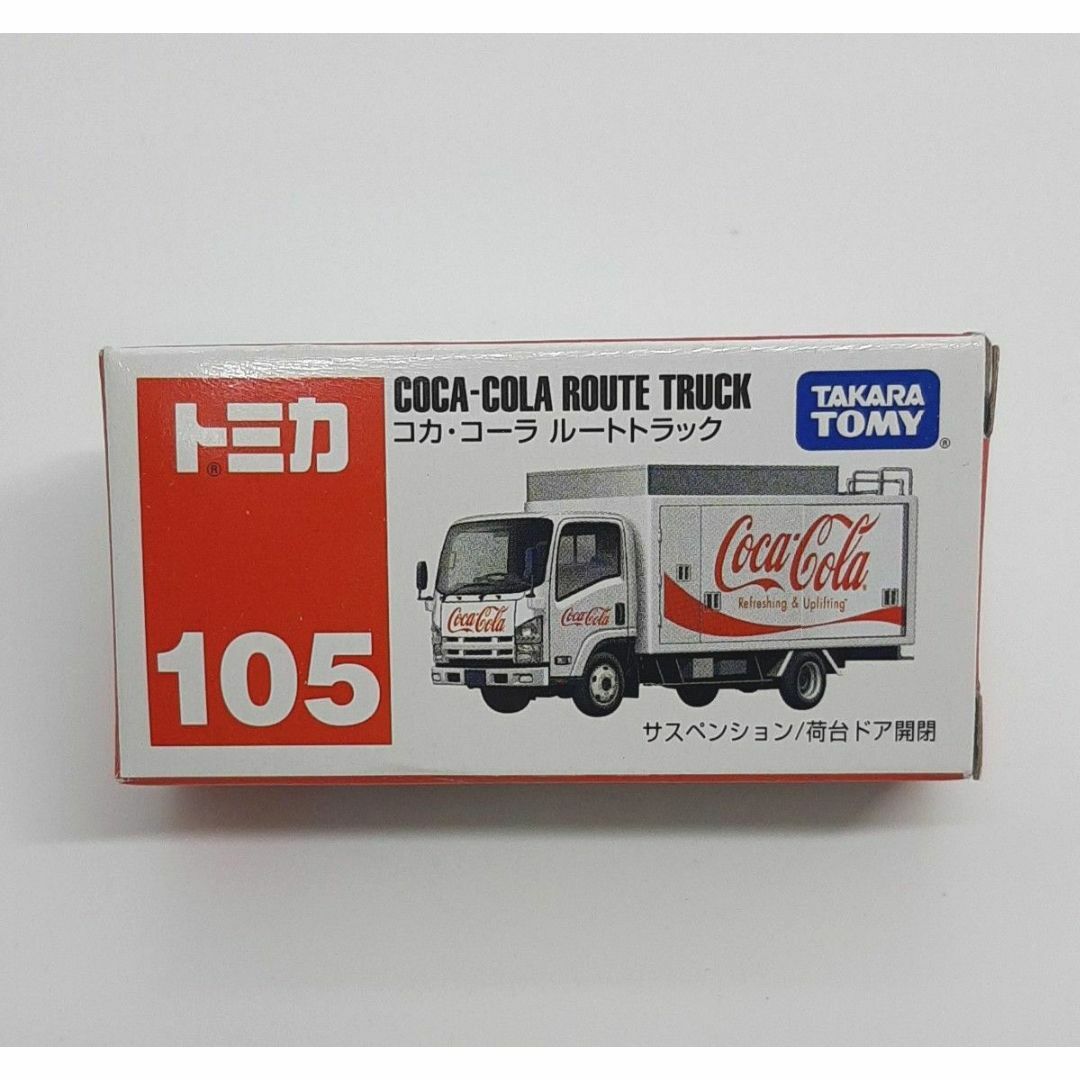 トミカ
®
105
COCA-COLA ROUTE TRUCK
コカ・コーラ ルートトラック
TAKARA
TOMY
®
Coca-Cola
Refreshing & Uplifting
Coca-Cola
Coca-Cola
サスペンション/荷台ドア開閉